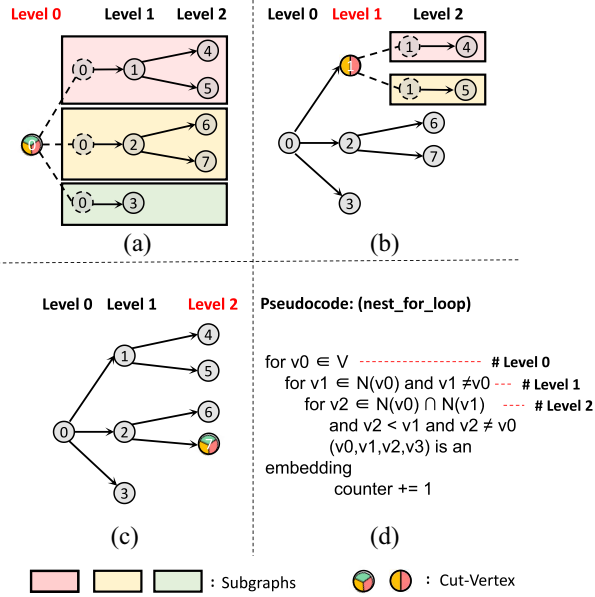 Level 0 Level 1 Level 2
0 1 4
5
0
0 2 6
7
0 3
(a)
Level 0 Level 1 Level 2
1 1 4
1 5
0 2 6
7
3
(b)
Level 0 Level 1 Level 2
0 1 4
5
2 6
3
(c)
Pseudocode: (nest_for_loop)
for v0 ∈ V # Level 0
for v1 ∈ N(v0) and v1 ≠v0 # Level 1
for v2 ∈ N(v0) ∩ N(v1) # Level 2
and v2 < v1 and v2 ≠ v0
(v0,v1,v2,v3) is an
embedding
counter += 1
(d)
: Subgraphs : Cut-Vertex